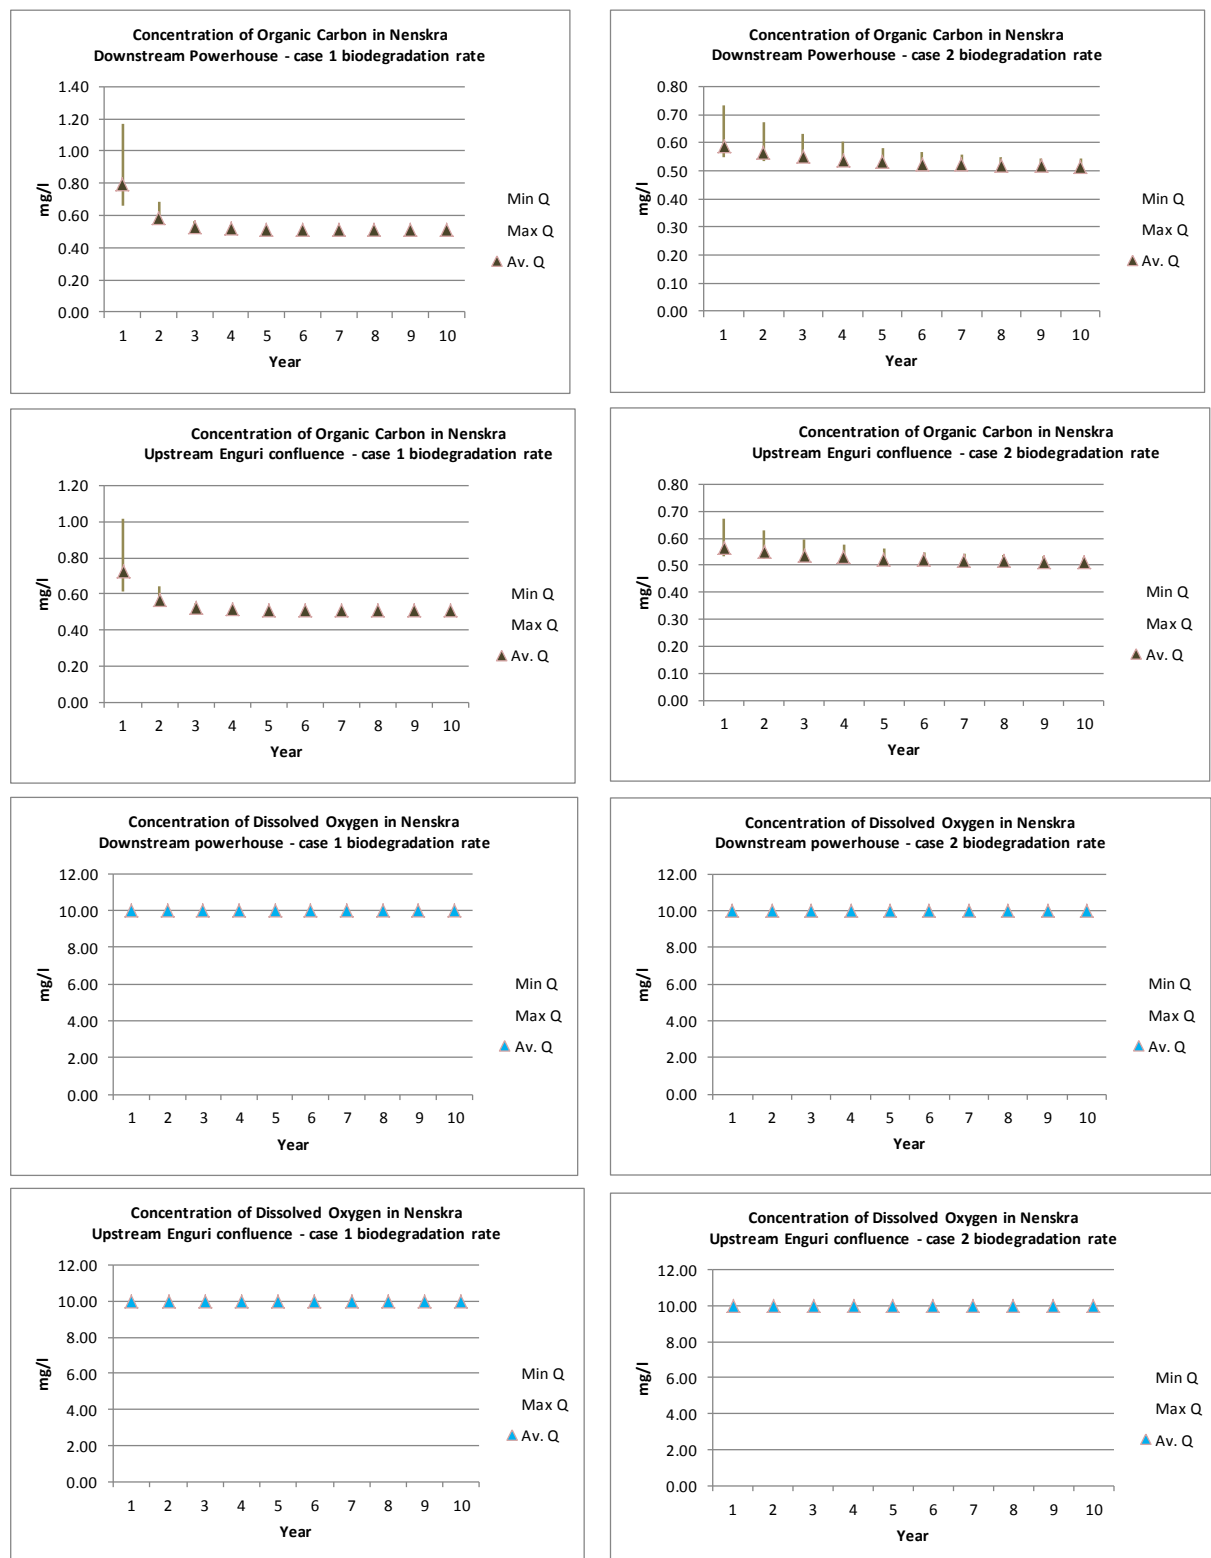 Concentration of Organic Carbon in Nenskra
Downstream Powerhouse - case 1 biodegradation rate
1.40
1.20
1.00
0.80
0.60
0.40
0.20
0.00
mg/l
1 2 3 4 5 6 7 8 9 10
Year
Min Q
Max Q
Av. Q
Concentration of Organic Carbon in Nenskra
Downstream Powerhouse - case 2 biodegradation rate
0.80
0.70
0.60
0.50
0.40
0.30
0.20
0.10
0.00
mg/l
1 2 3 4 5 6 7 8 9 10
Year
Min Q
Max Q
Av. Q
Concentration of Organic Carbon in Nenskra
Upstream Enguri confluence - case 1 biodegradation rate
1.20
1.00
0.80
0.60
0.40
0.20
0.00
mg/l
1 2 3 4 5 6 7 8 9 10
Year
Min Q
Max Q
Av. Q
Concentration of Organic Carbon in Nenskra
Upstream Enguri confluence - case 2 biodegradation rate
0.80
0.70
0.60
0.50
0.40
0.30
0.20
0.10
0.00
mg/l
1 2 3 4 5 6 7 8 9 10
Year
Min Q
Max Q
Av. Q
Concentration of Dissolved Oxygen in Nenskra
Downstream powerhouse - case 1 biodegradation rate
12.00
10.00
8.00
6.00
4.00
2.00
0.00
mg/l
1 2 3 4 5 6 7 8 9 10
Year
Min Q
Max Q
Av. Q
Concentration of Dissolved Oxygen in Nenskra
Downstream powerhouse - case 2 biodegradation rate
12.00
10.00
8.00
6.00
4.00
2.00
0.00
mg/l
1 2 3 4 5 6 7 8 9 10
Year
Min Q
Max Q
Av. Q
Concentration of Dissolved Oxygen in Nenskra
Upstream Enguri confluence - case 1 biodegradation rate
12.00
10.00
8.00
6.00
4.00
2.00
0.00
mg/l
1 2 3 4 5 6 7 8 9 10
Year
Min Q
Max Q
Av. Q
Concentration of Dissolved Oxygen in Nenskra
Upstream Enguri confluence - case 2 biodegradation rate
12.00
10.00
8.00
6.00
4.00
2.00
0.00
mg/l
1 2 3 4 5 6 7 8 9 10
Year
Min Q
Max Q
Av. Q